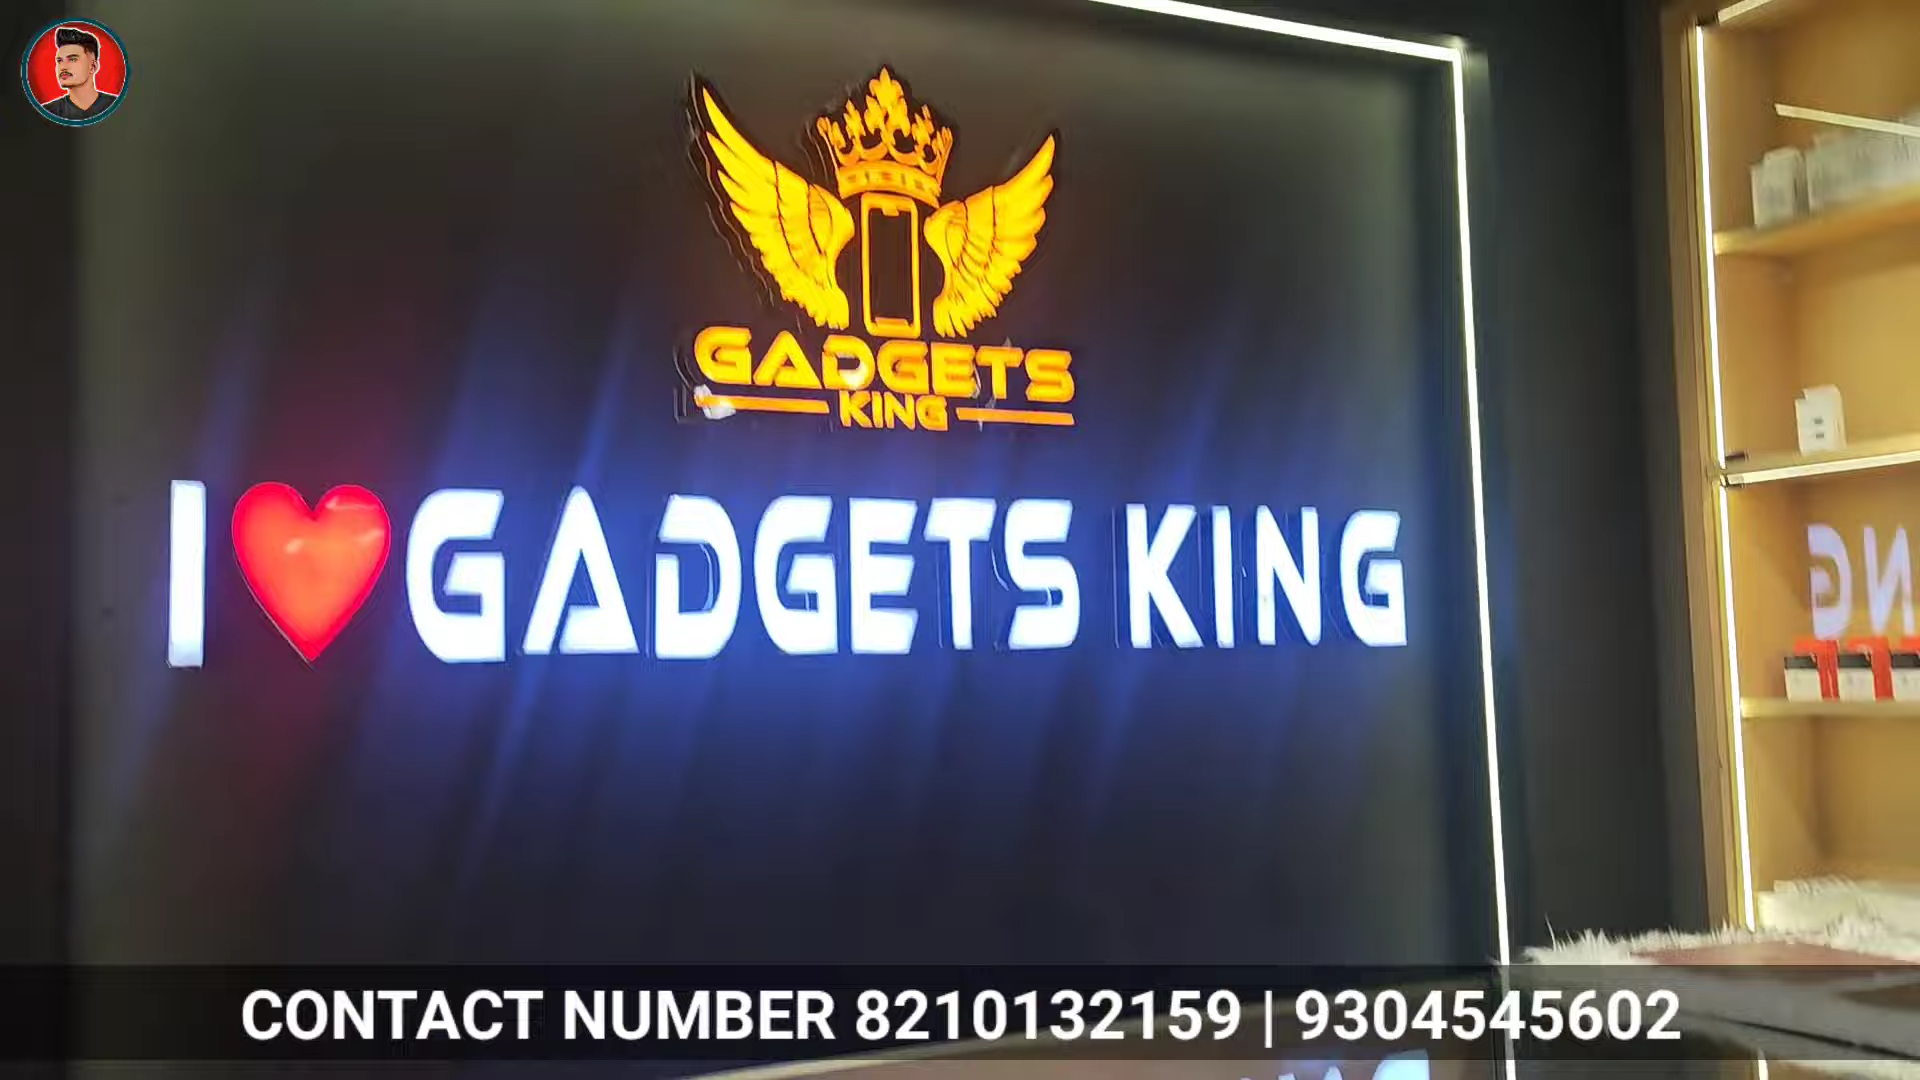 GADGETS
KING
I ❤ GADGETS KING
CONTACT NUMBER 8210132159 | 9304545602